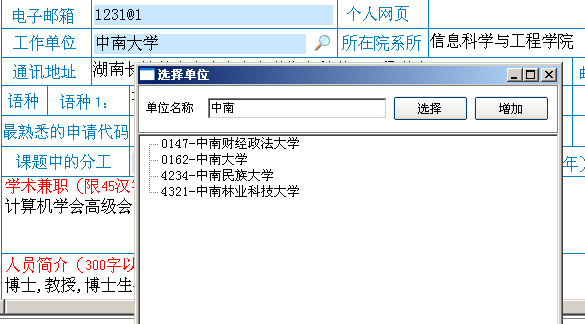 电子邮箱 1231@1 个人网页
工作单位 中南大学 所在院系所 信息科学与工程学院
通讯地址 湖南长
选择单位
语种 语种1：
单位名称 中南 选择 增加
最熟悉的申请代码
0147-中南财经政法大学
0162-中南大学
课题中的分工 年）
4234-中南民族大学
学术兼职（限45汉
4321-中南林业科技大学
计算机学会高级会
人员简介（300字以
博士,教授,博士生